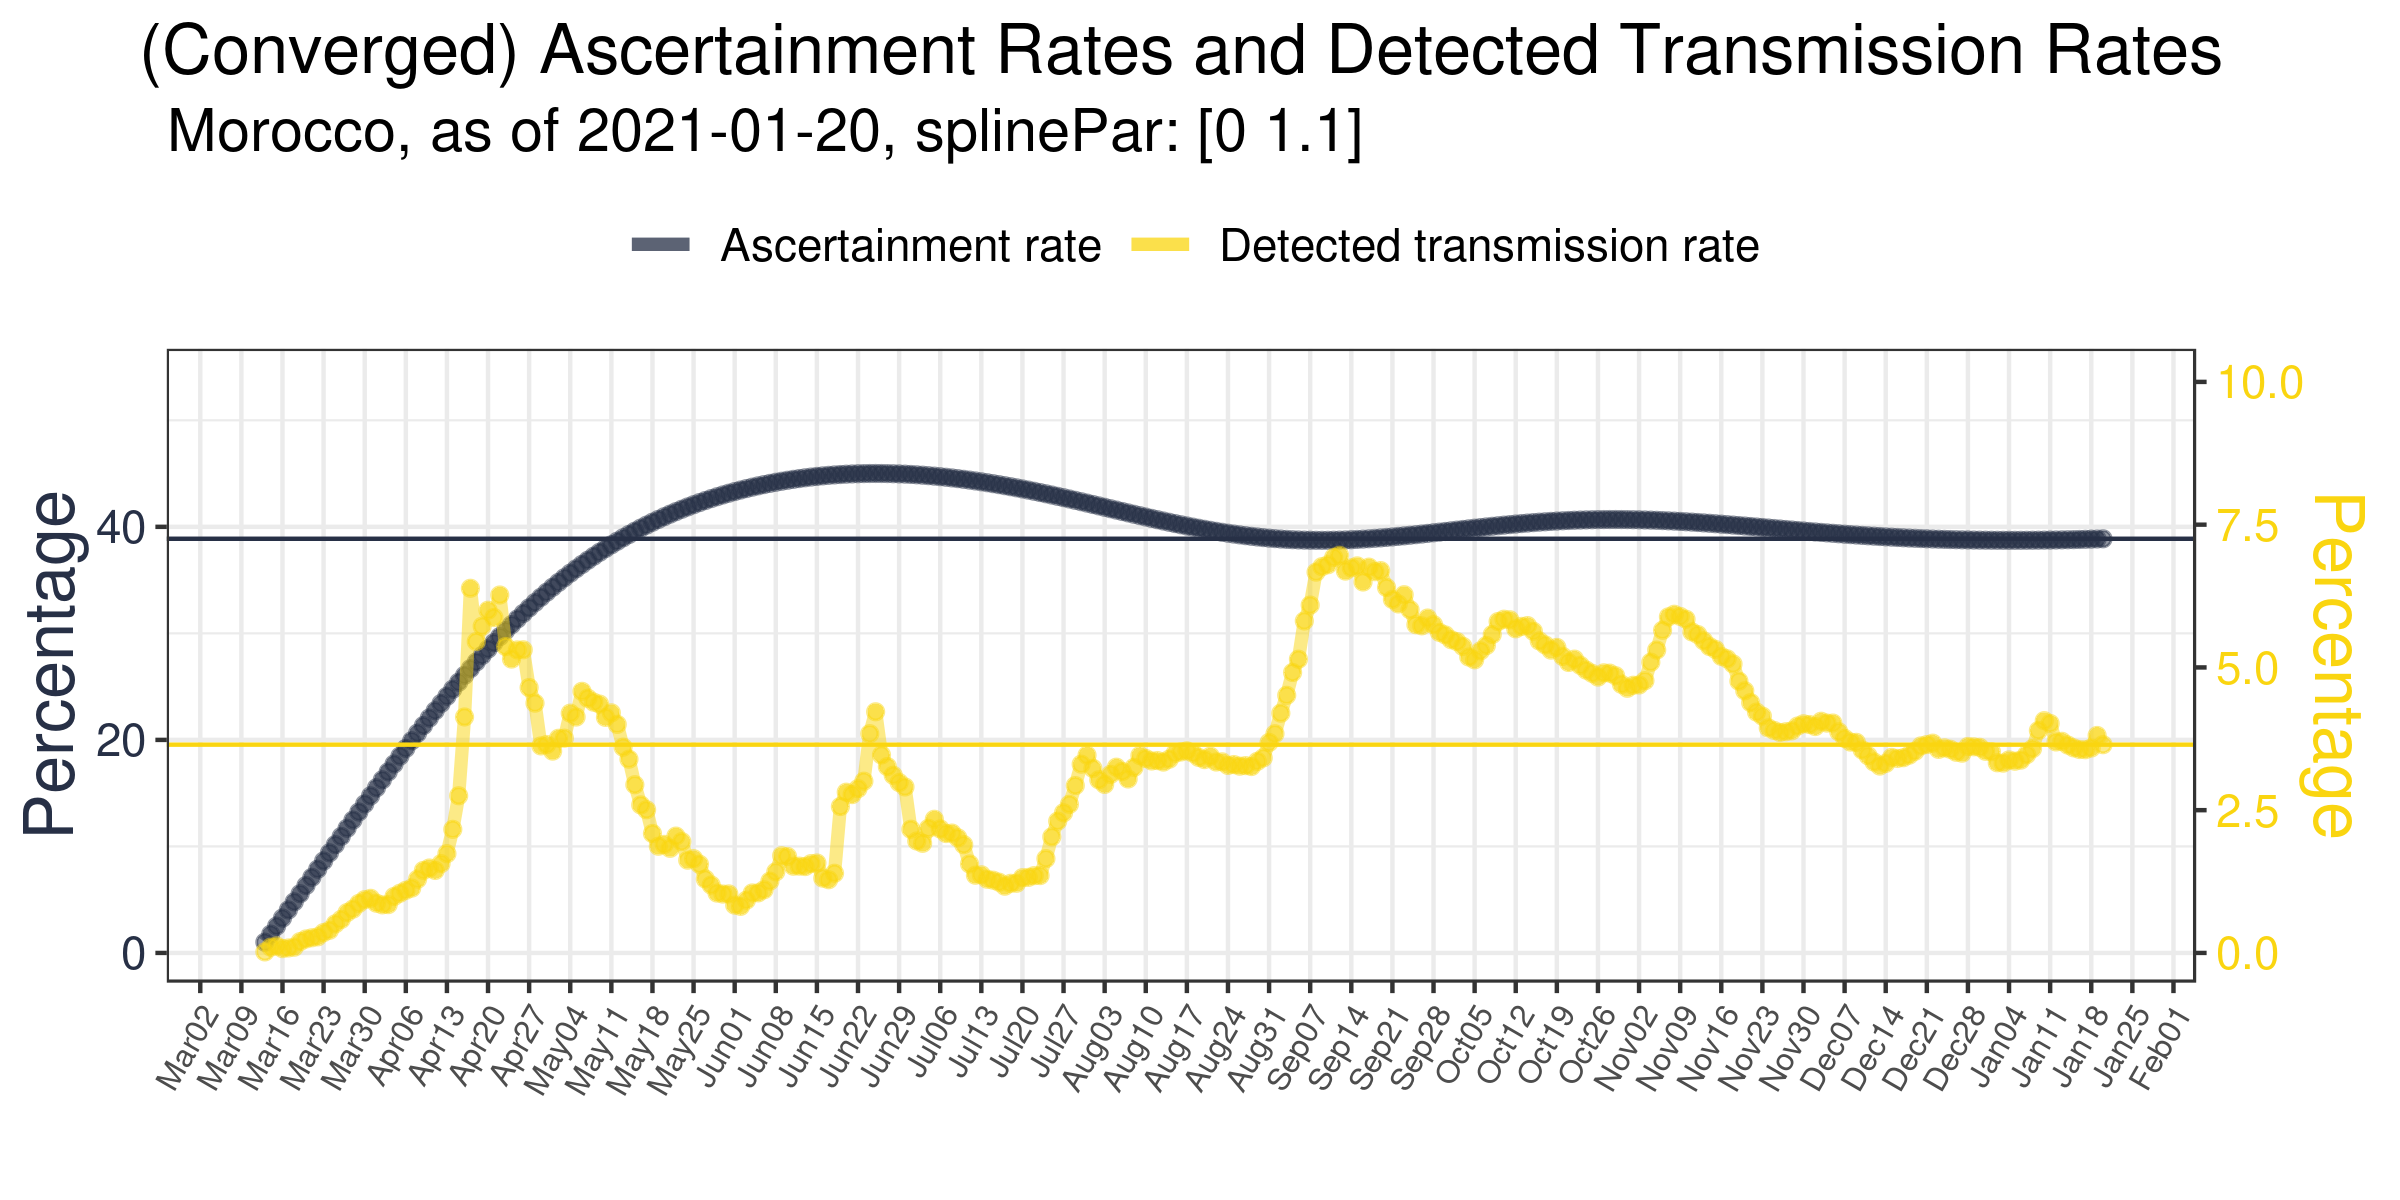 (Converged) Ascertainment Rates and Detected Transmission Rates
Morocco, as of 2021-01-20, splinePar: [0 1.1]
Ascertainment rate
Detected transmission rate
Percentage
40
20
0
10.0
7.5
5.0
2.5
0.0
Percentage
Mar02
Mar09
Mar16
Mar23
Mar30
Apr06
Apr13
Apr20
Apr27
May04
May11
May18
May25
Jun01
Jun08
Jun15
Jun22
Jun29
Jul06
Jul13
Jul20
Jul27
Aug03
Aug10
Aug17
Aug24
Aug31
Sep07
Sep14
Sep21
Sep28
Oct05
Oct12
Oct19
Oct26
Nov02
Nov09
Nov16
Nov23
Nov30
Dec07
Dec14
Dec21
Dec28
Jan04
Jan11
Jan18
Jan25
Feb01